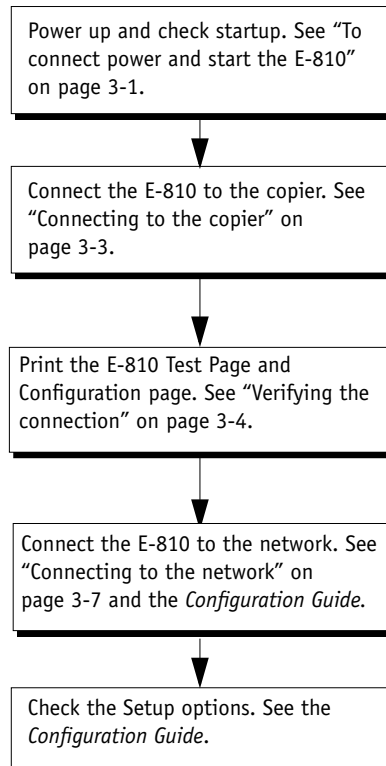 Power up and check startup. See “To
connect power and start the E-810”
on page 3-1.
Connect the E-810 to the copier. See
“Connecting to the copier” on
page 3-3.
Print the E-810 Test Page and
Configuration page. See “Verifying the
connection” on page 3-4.
Connect the E-810 to the network. See
“Connecting to the network” on
page 3-7 and the Configuration Guide.
Check the Setup options. See the
Configuration Guide.